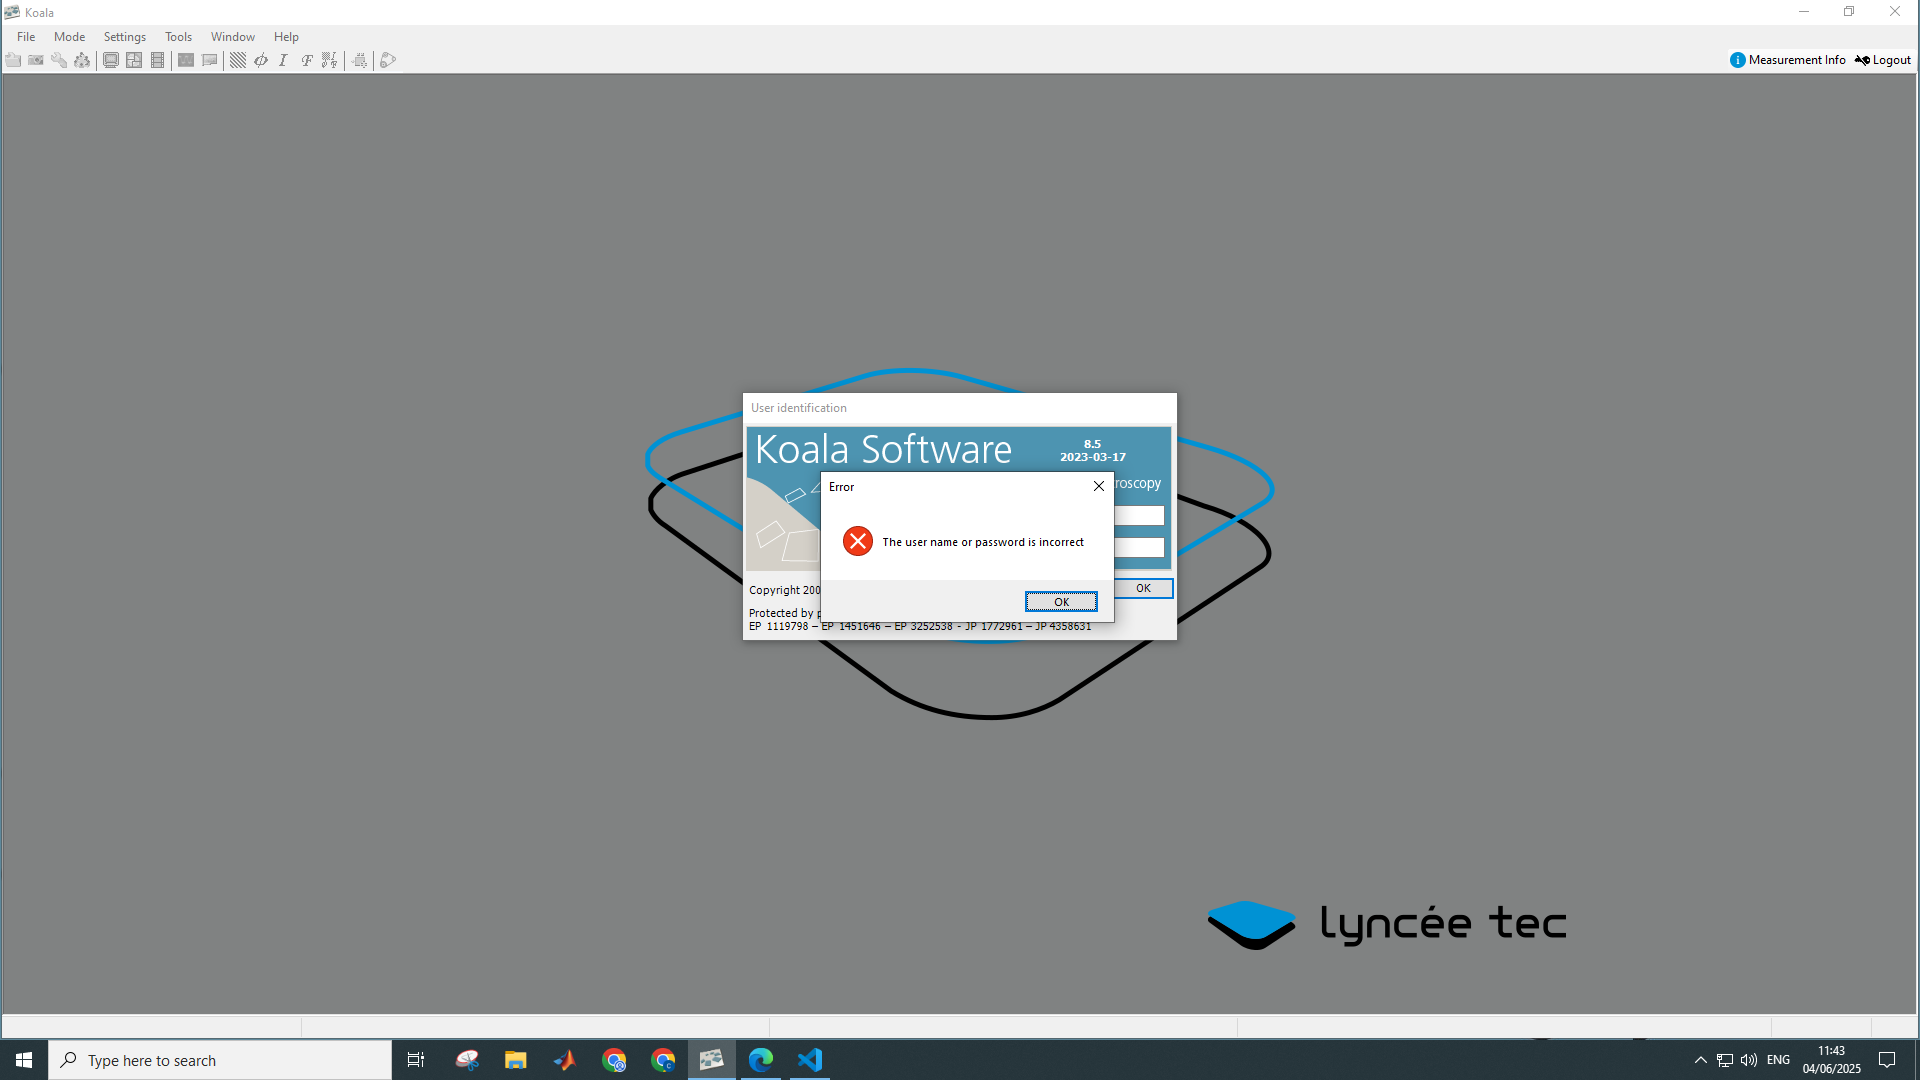 Koala
File Mode Settings Tools Window Help
Measurement Info Logout
User identification
Koala Software
8.5
2023-03-17
roscopy
Error
The user name or password is incorrect
OK
OK
Copyright 200
Protected by p
EP 1119798 – EP 1451646 – EP 3252538 - JP 1772961 – JP 4358631
lyncée tec
Type here to search
ENG
11:43
04/06/2025